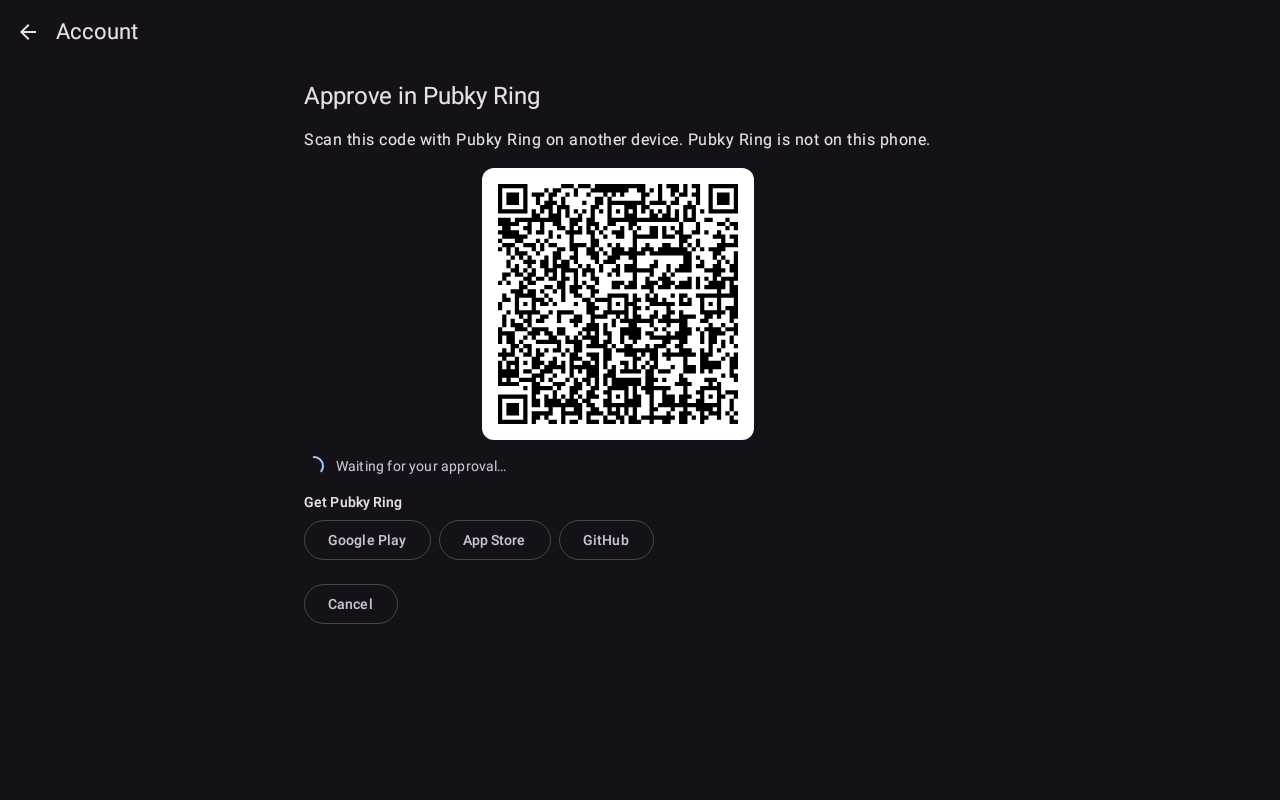 Account
Approve in Pubky Ring
Scan this code with Pubky Ring on another device. Pubky Ring is not on this phone.
Waiting for your approval…
Get Pubky Ring
Google Play
App Store
GitHub
Cancel